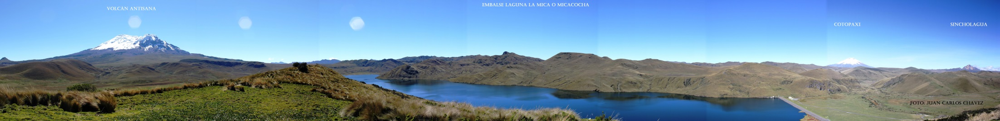 VOLCÁN ANTISANA
EMBALSE LAGUNA LA MICA O MICACOCHA
COTOPAXI
SINCHOLAGUA
FOTO: JUAN CARLOS CHAVEZ